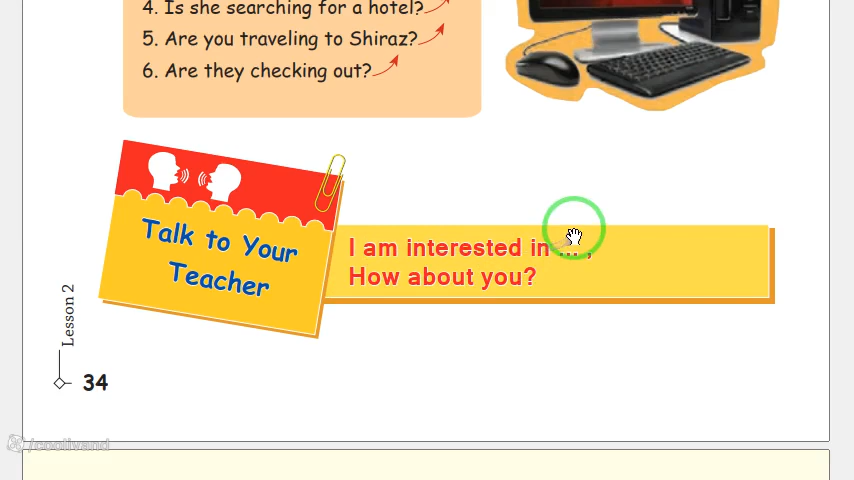 4. Is she searching for a hotel?
5. Are you traveling to Shiraz?
6. Are they checking out?
Talk to Your
Teacher
I am interested in ... ,
How about you?
Lesson 2
34
/coolivand